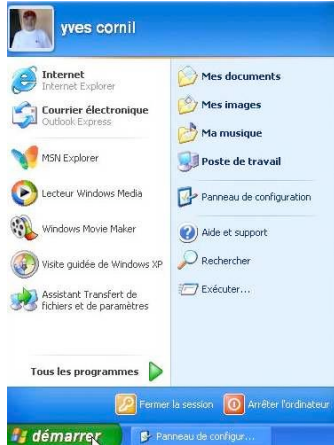 yves cornil
Internet
Internet Explorer
Courrier électronique
Outlook Express
MSN Explorer
Lecteur Windows Media
Windows Movie Maker
Visite guidée de Windows XP
Assistant Transfert de
fichiers et de paramètres
Tous les programmes
Mes documents
Mes images
Ma musique
Poste de travail
Panneau de configuration
Aide et support
Rechercher
Exécuter...
Fermer la session
Arrêter l'ordinateur
démarrer
Panneau de configur...